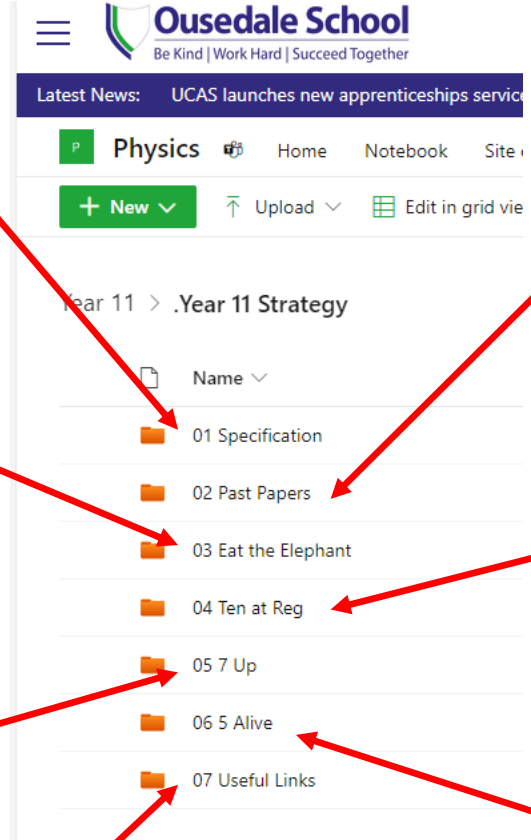 Ousedale School
Be Kind | Work Hard | Succeed Together
Latest News: UCAS launches new apprenticeships service
P Physics Home Notebook Site
+ New Upload Edit in grid vie
Year 11 > .Year 11 Strategy
Name
01 Specification
02 Past Papers
03 Eat the Elephant
04 Ten at Reg
05 7 Up
06 5 Alive
07 Useful Links